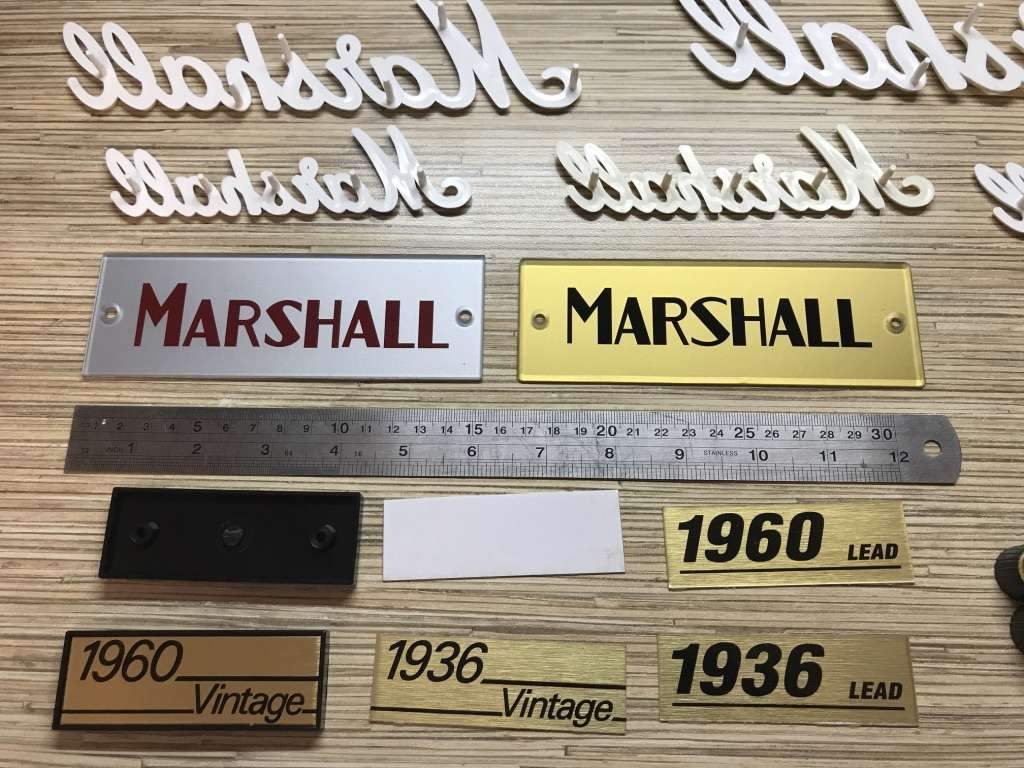 Marshall
Marshall
Marshall
MARSHALL
MARSHALL
1 2 3 4 5 6 7 8 9 10 11 12 13 14 15 16 17 18 19 20 21 22 23 24 25 26 27 28 29 30
INCH 1 2 3 64 4 16 5 6 7 8 9 STAINLESS 10 11 12
1960 LEAD
1960
Vintage
1936
Vintage
1936 LEAD